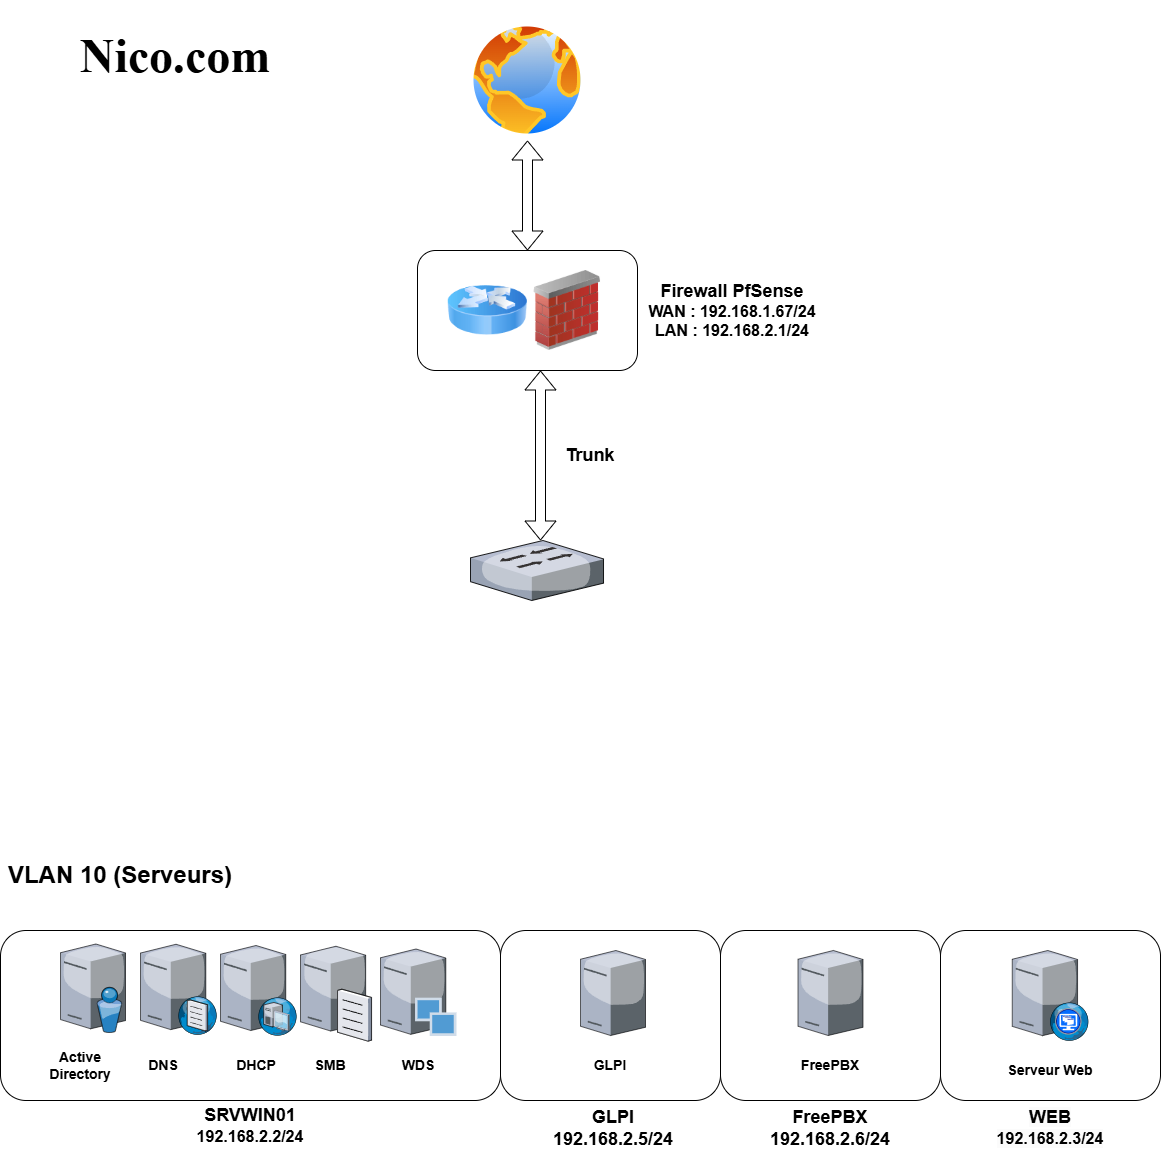 Nico.com
Firewall PfSense
WAN : 192.168.1.67/24
LAN : 192.168.2.1/24
Trunk
VLAN 10 (Serveurs)
Active
Directory
DNS
DHCP
SMB
WDS
GLPI
FreePBX
Serveur Web
SRVWIN01
192.168.2.2/24
GLPI
192.168.2.5/24
FreePBX
192.168.2.6/24
WEB
192.168.2.3/24